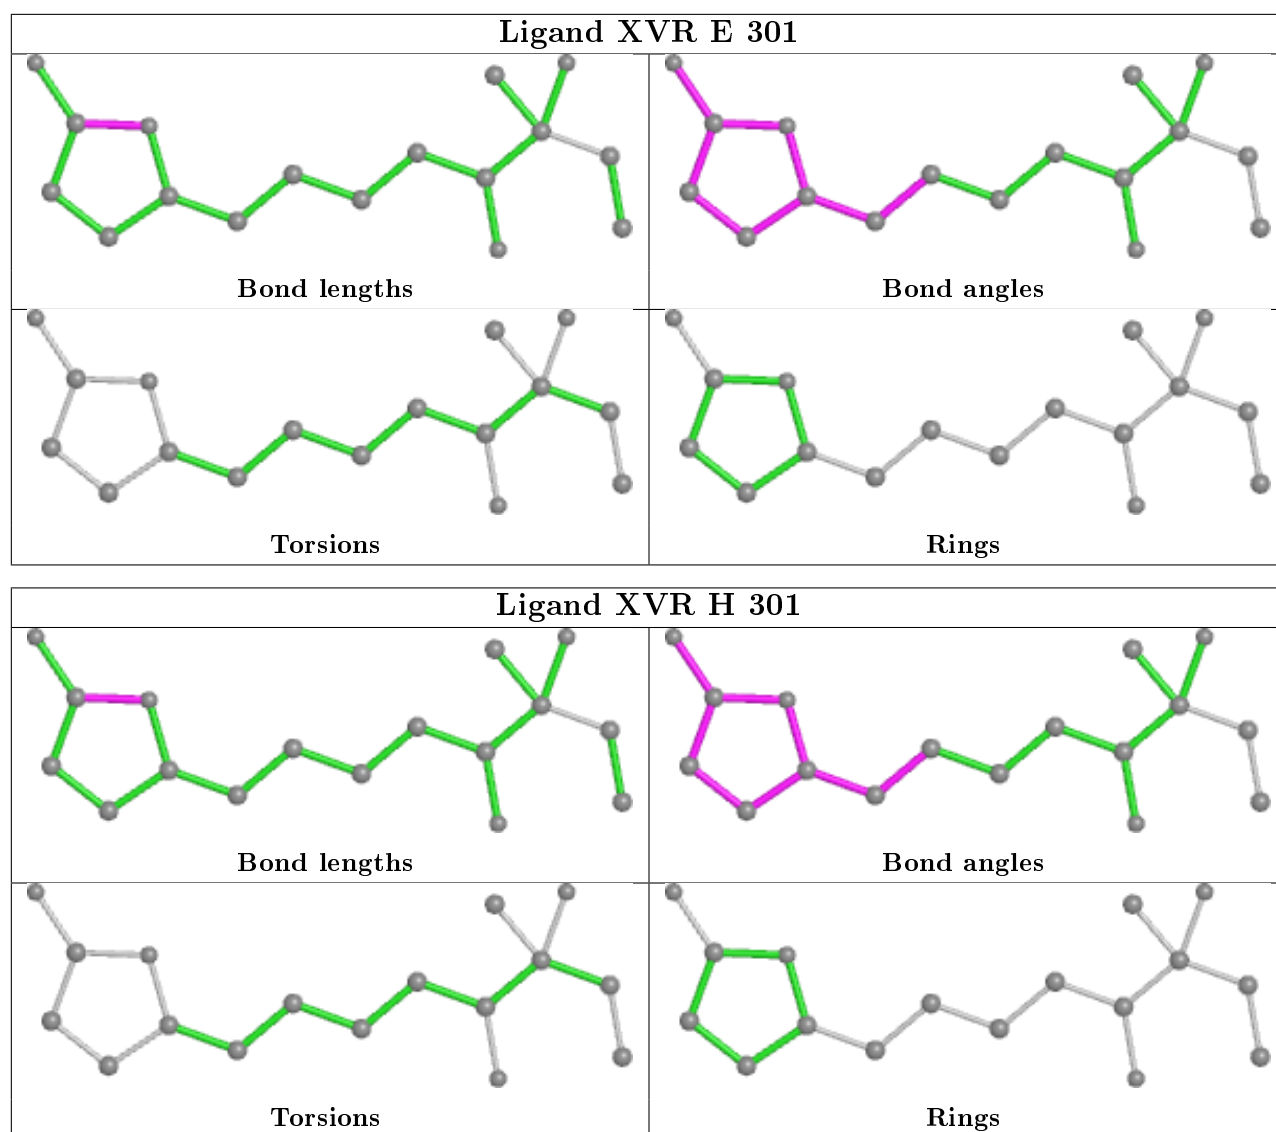 Ligand XVR E 301
Bond lengths
Bond angles
Torsions
Rings
Ligand XVR H 301
Bond lengths
Bond angles
Torsions
Rings